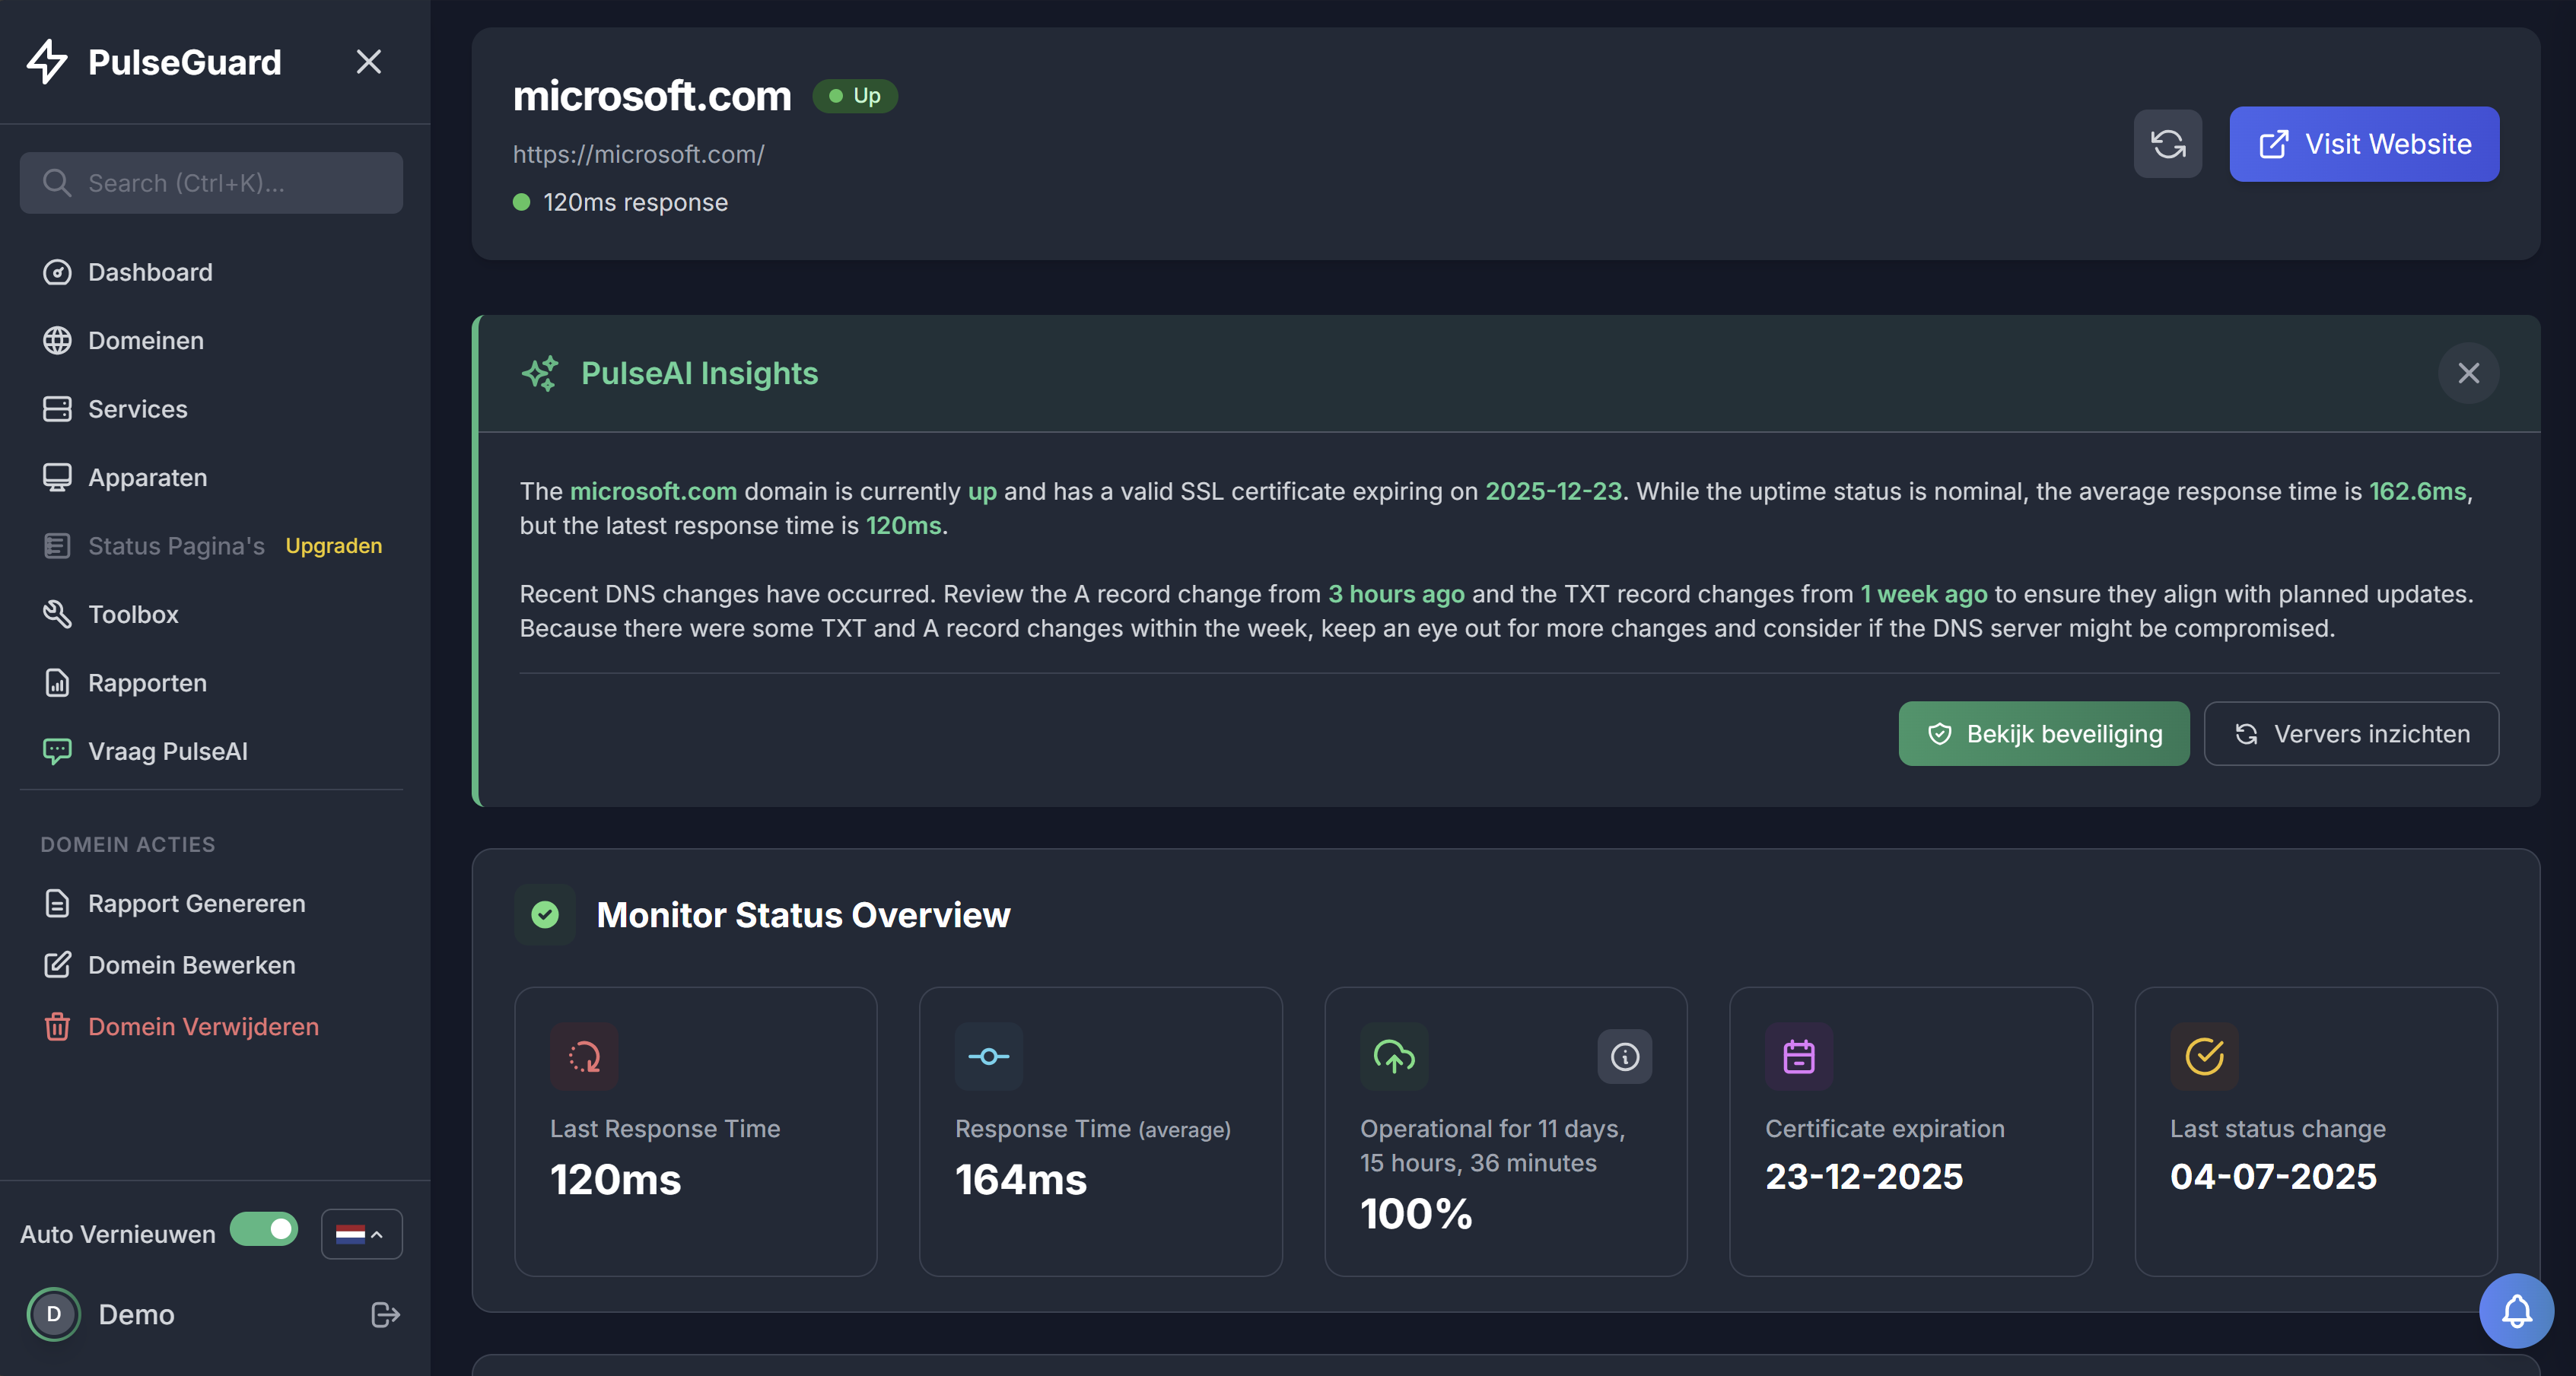 PulseGuard
Search (Ctrl+K)...
Dashboard
Domeinen
Services
Apparaten
Status Pagina's Upgraden
Toolbox
Rapporten
Vraag PulseAI
DOMEIN ACTIES
Rapport Genereren
Domein Bewerken
Domein Verwijderen
Auto Vernieuwen
D Demo
microsoft.com Up
https://microsoft.com/
120ms response
Visit Website
PulseAI Insights
The microsoft.com domain is currently up and has a valid SSL certificate expiring on 2025-12-23. While the uptime status is nominal, the average response time is 162.6ms,
but the latest response time is 120ms.
Recent DNS changes have occurred. Review the A record change from 3 hours ago and the TXT record changes from 1 week ago to ensure they align with planned updates.
Because there were some TXT and A record changes within the week, keep an eye out for more changes and consider if the DNS server might be compromised.
Bekijk beveiliging
Ververs inzichten
Monitor Status Overview
Last Response Time
120ms
Response Time (average)
164ms
Operational for 11 days,
15 hours, 36 minutes
100%
Certificate expiration
23-12-2025
Last status change
04-07-2025